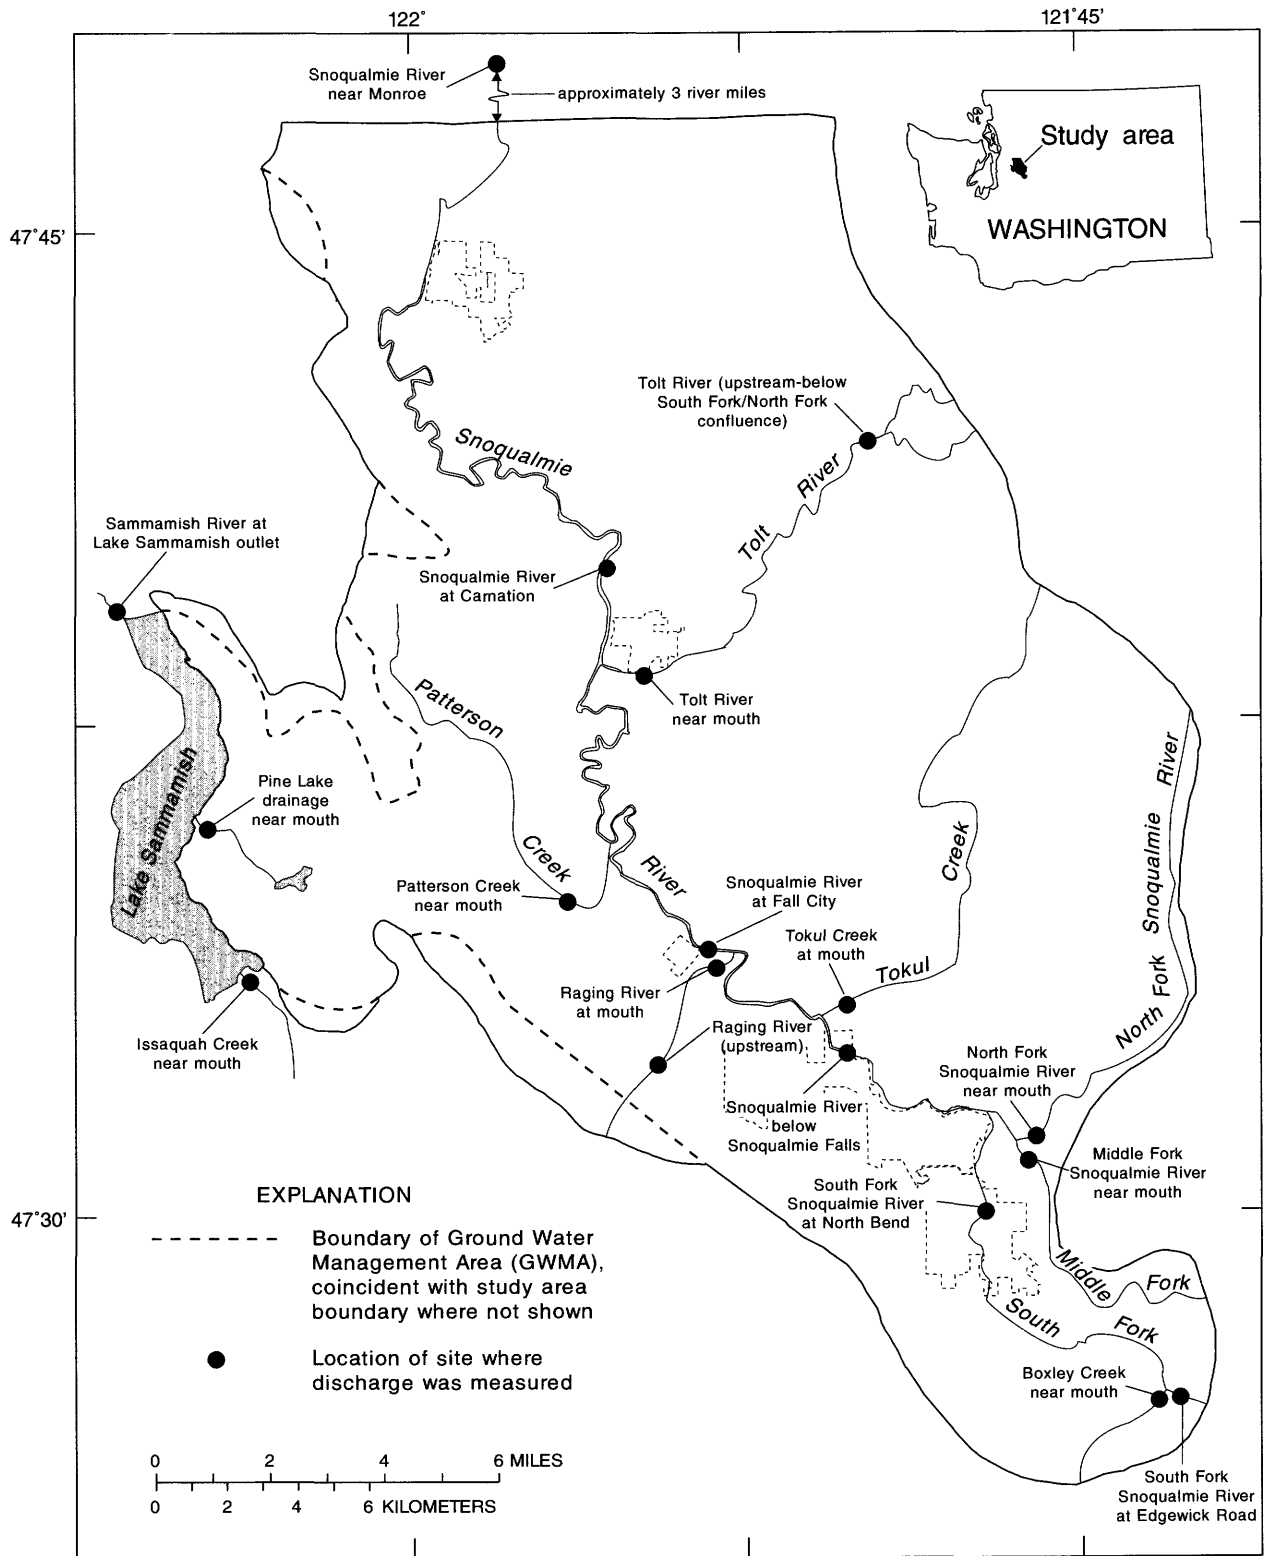 122°
121°45'
Snoqualmie River
near Monroe
approximately 3 river miles
Study area
WASHINGTON
47°45'
Tolt River (upstream-below
South Fork/North Fork
confluence)
Snoqualmie
River
Tolt
Sammamish River at
Lake Sammamish outlet
Snoqualmie River
at Carnation
Tolt River
near mouth
Patterson
Creek
Pine Lake
drainage
near mouth
Lake Sammamish
River
Creek
North Fork Snoqualmie River
Patterson Creek
near mouth
Snoqualmie River
at Fall City
Tokul Creek
at mouth
Tokul
Raging River
at mouth
Raging River
(upstream)
Issaquah Creek
near mouth
North Fork
Snoqualmie River
near mouth
Snoqualmie River
below
Snoqualmie Falls
Middle Fork
Snoqualmie River
near mouth
South Fork
Snoqualmie River
at North Bend
47°30'
Middle Fork
South Fork
Boxley Creek
near mouth
South Fork
Snoqualmie River
at Edgewick Road
EXPLANATION
Boundary of Ground Water
Management Area (GWMA),
coincident with study area
boundary where not shown
Location of site where
discharge was measured
0 2 4 6 MILES
0 2 4 6 KILOMETERS